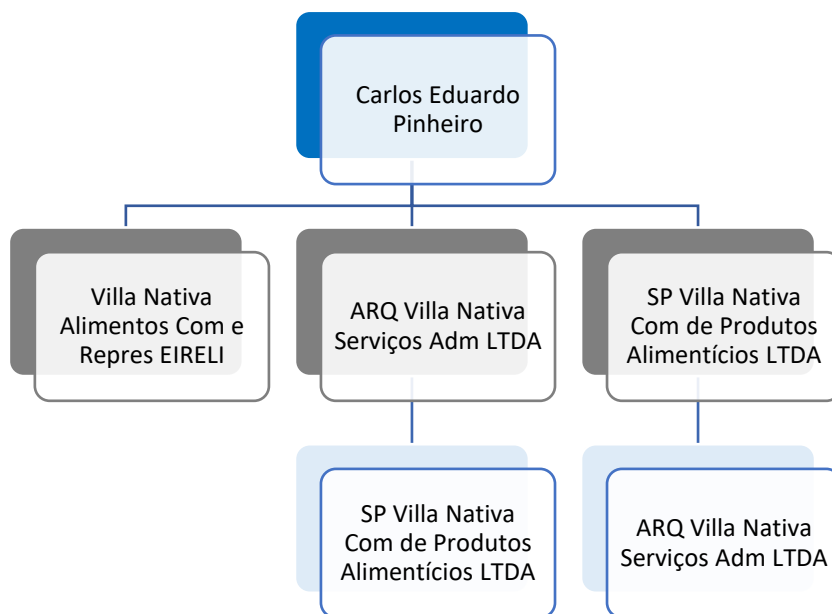 Carlos Eduardo
Pinheiro
Villa Nativa
Alimentos Com e
Repres EIRELI
ARQ Villa Nativa
Serviços Adm LTDA
SP Villa Nativa
Com de Produtos
Alimentícios LTDA
SP Villa Nativa
Com de Produtos
Alimentícios LTDA
ARQ Villa Nativa
Serviços Adm LTDA